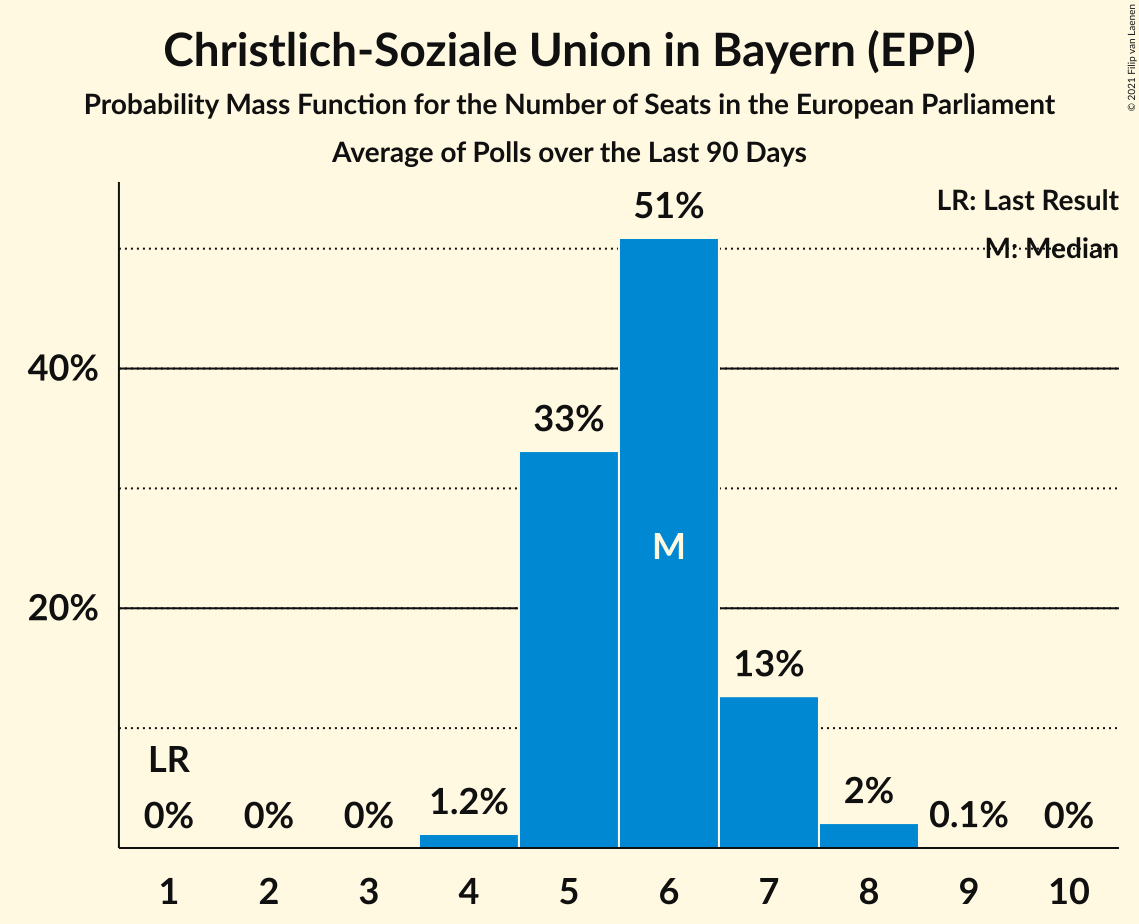 Christlich-Soziale Union in Bayern (EPP)
Probability Mass Function for the Number of Seats in the European Parliament
Average of Polls over the Last 90 Days
© 2021 Filip van Laenen
LR: Last Result
M: Median
51%
40%
33%
M
20%
13%
LR
0% 0% 0% 1.2% 2% 0.1% 0%
1 2 3 4 5 6 7 8 9 10